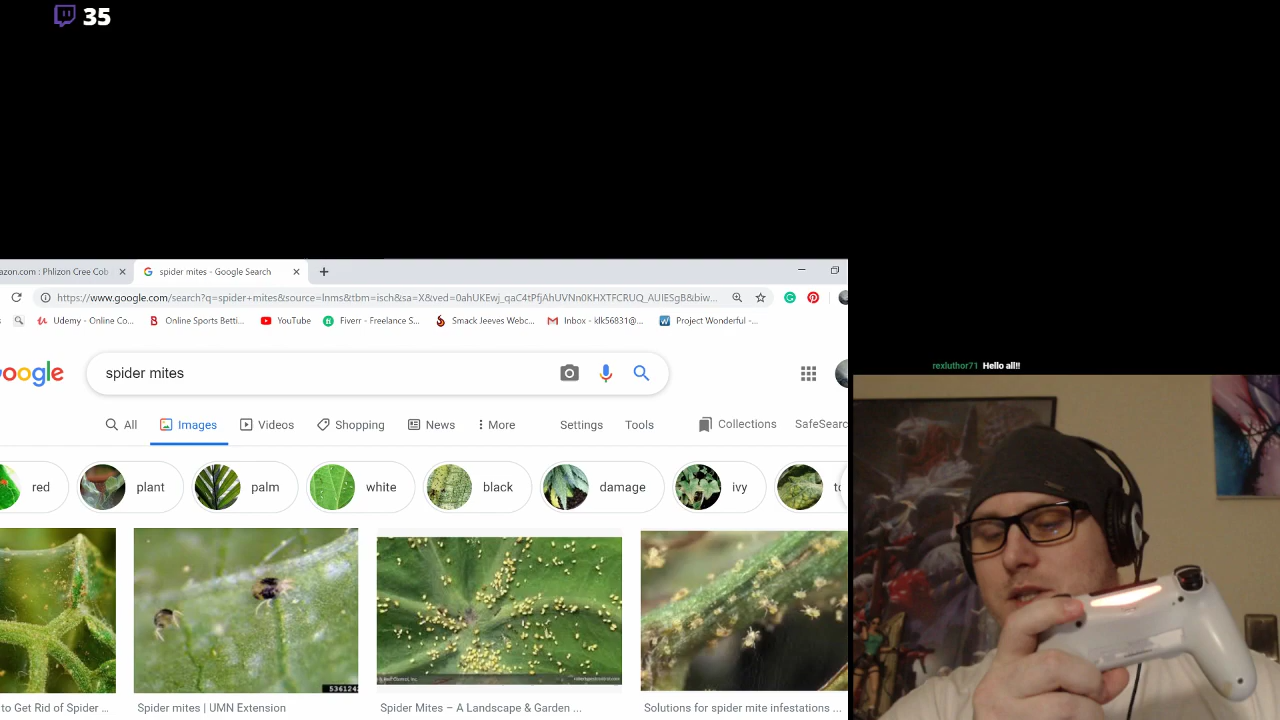 35
azon.com : Phlizon Cree Cob
spider mites - Google Search
https://www.google.com/search?q=spider+mites&source=lnms&tbm=isch&sa=X&ved=0ahUKEwj_qaC4tPfjAhUVNn0KHXTFCRUQ_AUIESgB&biw...
Udemy - Online Co... Online Sports Betti... YouTube Fiverr - Freelance S... Smack Jeeves Webc... Inbox - klk56831@... Project Wonderful -...
oogle spider mites
All Images Videos Shopping News More Settings Tools Collections SafeSearc
red plant palm white black damage ivy
to Get Rid of Spider ... Spider mites | UMN Extension Spider Mites – A Landscape & Garden ... Solutions for spider mite infestations ...
rexluthor71 Hello all!!